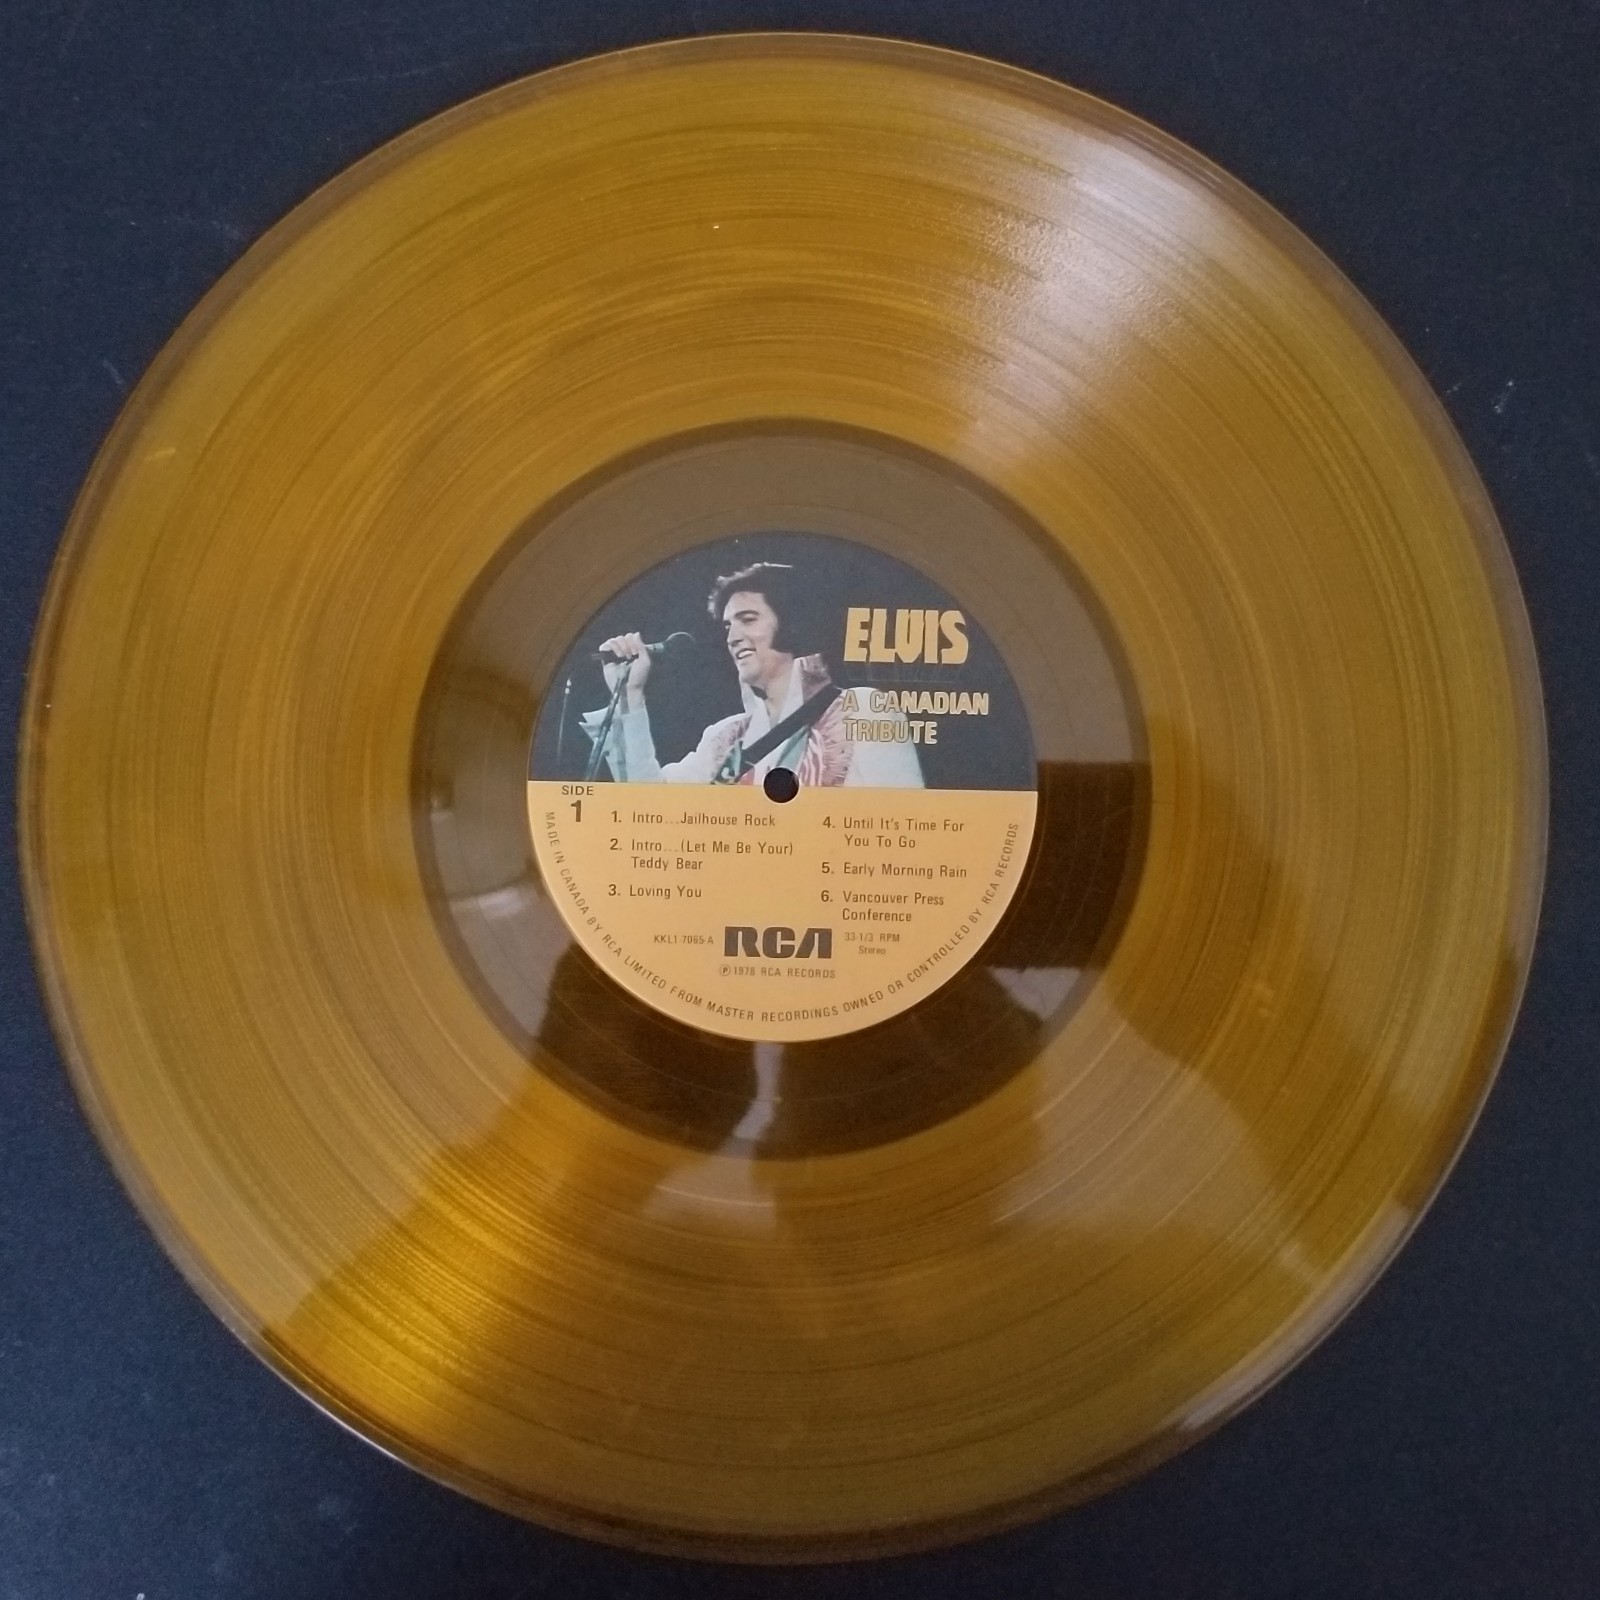 ELVIS
A CANADIAN
TRIBUTE
SIDE
1
1. Intro...Jailhouse Rock
2. Intro...(Let Me Be Your)
Teddy Bear
3. Loving You
4. Until It's Time For
You To Go
5. Early Morning Rain
6. Vancouver Press
Conference
KKL1-7065-A
RCA
33 1/3 RPM
Stereo
℗ 1978 RCA RECORDS
MADE IN CANADA BY RCA LIMITED FROM MASTER RECORDINGS OWNED OR CONTROLLED BY RCA RECORDS